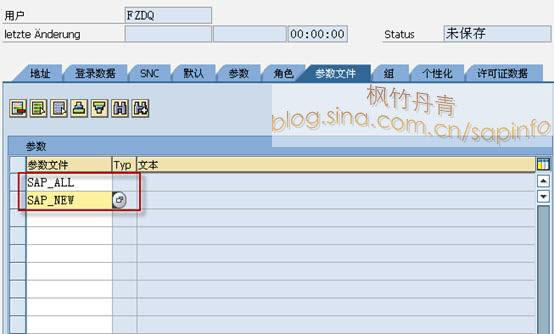 用户 FZDQ
letzte Änderung 00:00:00 Status 未保存
地址 登录数据 SNC 默认 参数 角色 参数文件 组 个性化 许可证数据
枫竹丹青
blog.sina.com.cn/sapinfo
参数
参数文件 Typ 文本
SAP_ALL
SAP_NEW